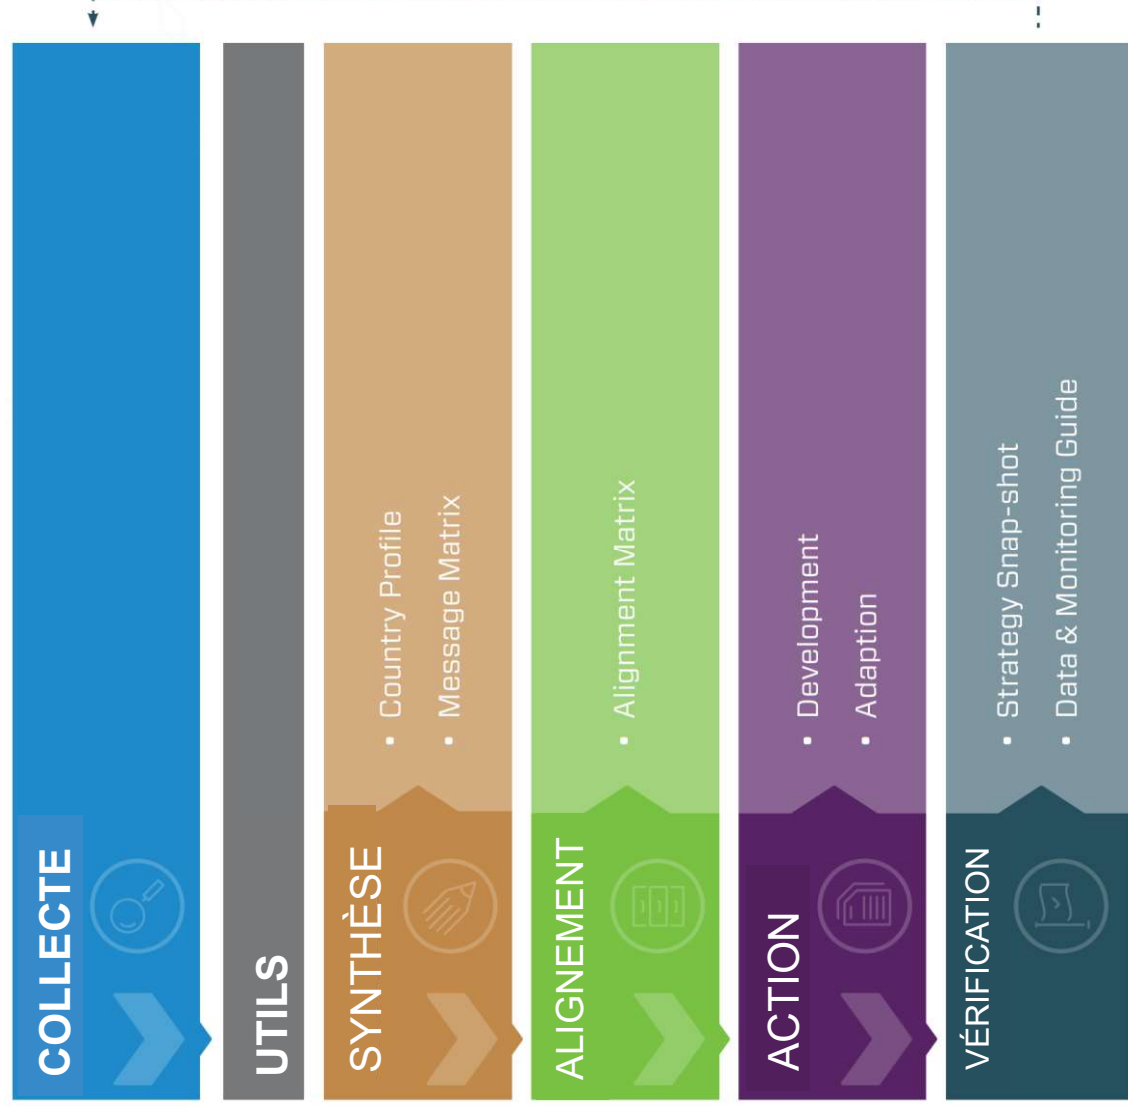 COLLECTE
UTILS
SYNTHÈSE
• Country Profile
• Message Matrix
ALIGNEMENT
• Alignment Matrix
ACTION
• Development
• Adaption
VÉRIFICATION
• Strategy Snap-shot
• Data & Monitoring Guide